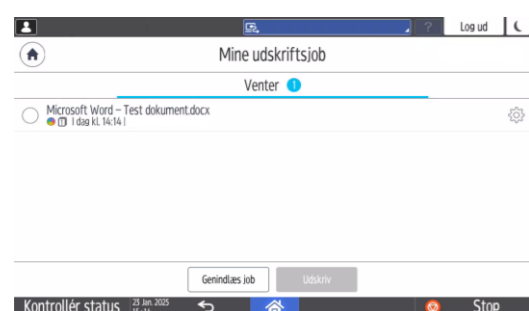 ? Log ud
Mine udskriftsjob
Venter 1
Microsoft Word – Test dokument.docx
I dag kl. 14:14 |
Genindlæs job Udskriv
Kontrollér status 23 Jan. 2025 Stop